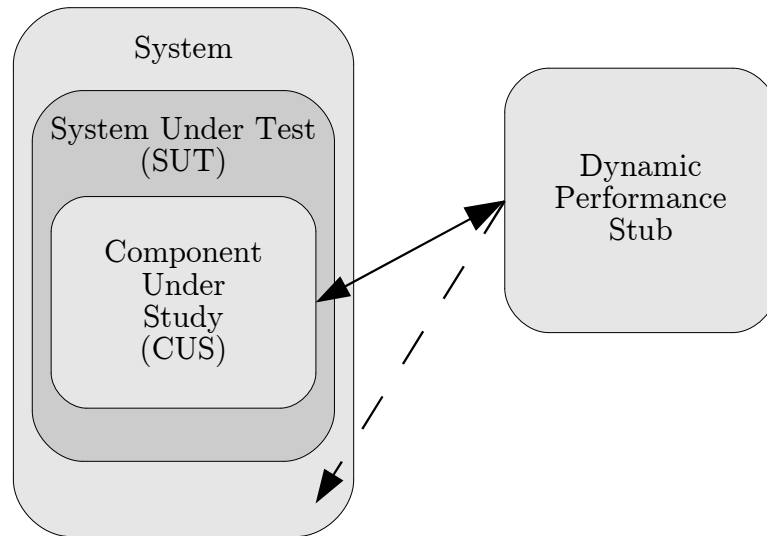 System
System Under Test
(SUT)
Component
Under
Study
(CUS)
Dynamic
Performance
Stub